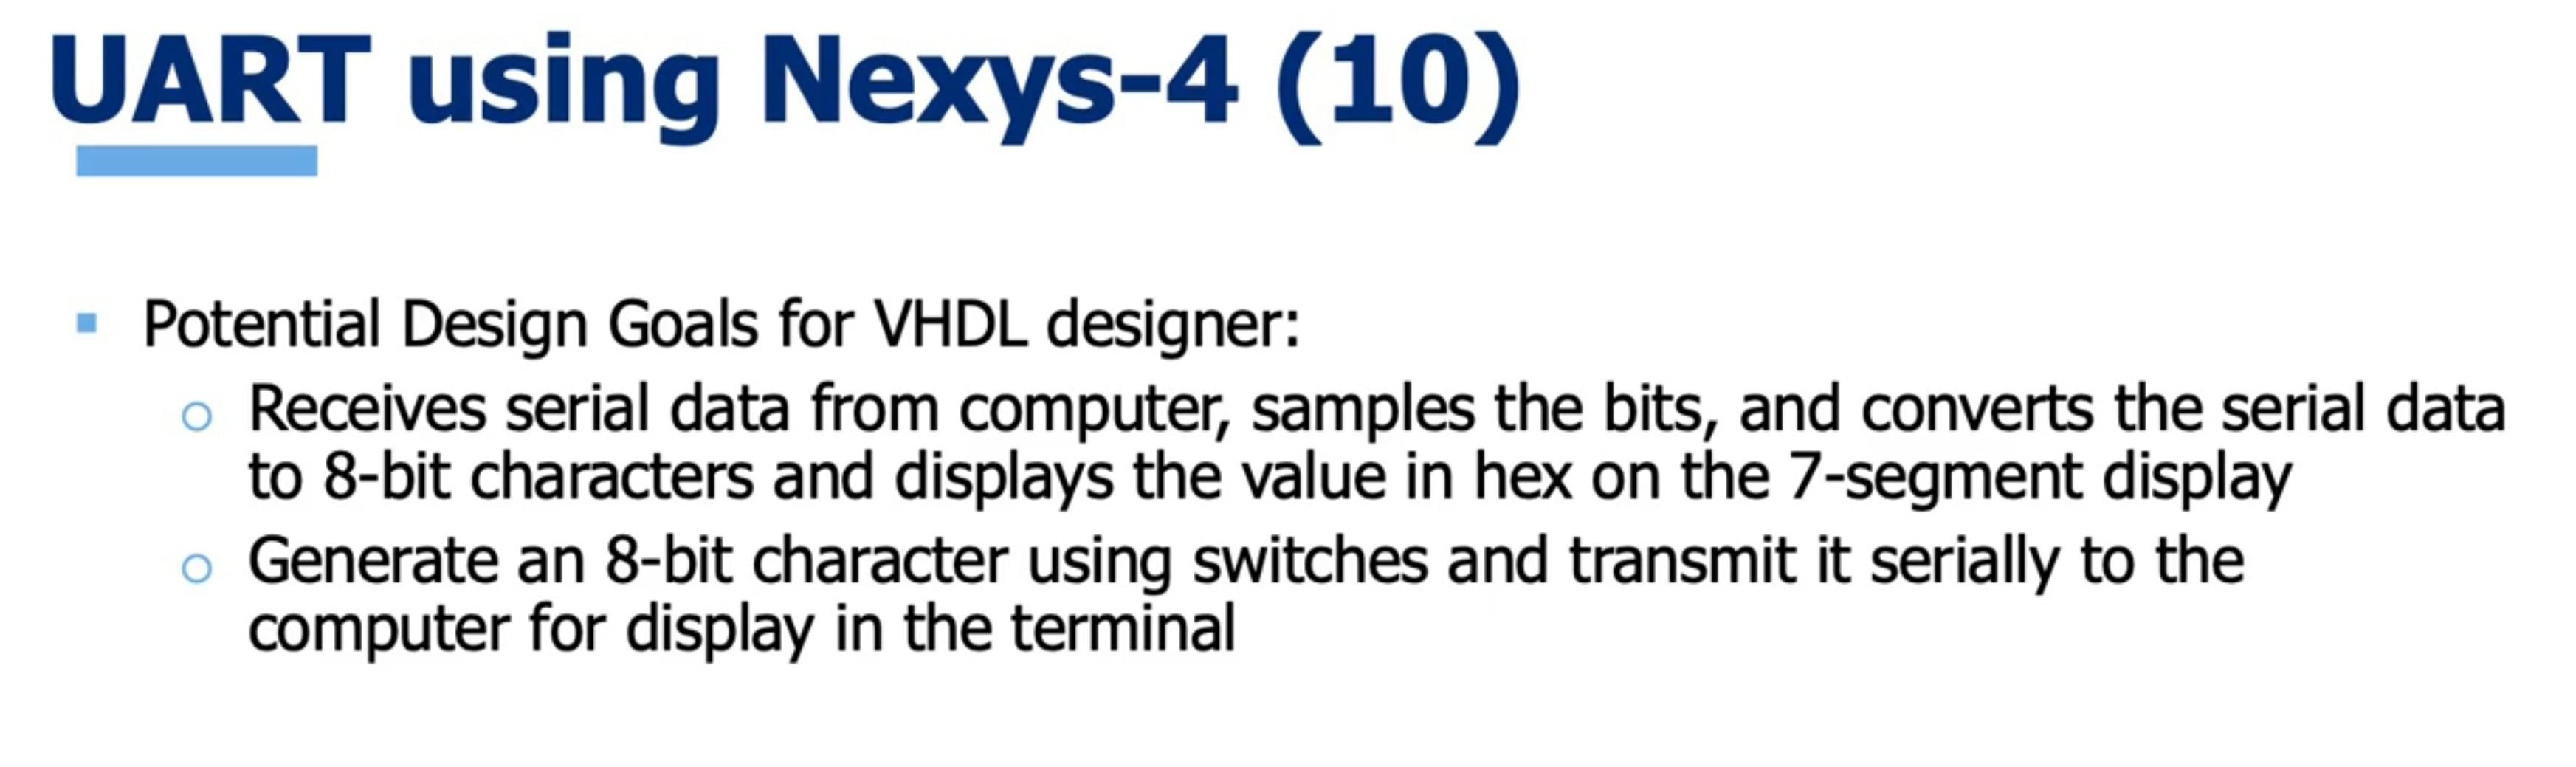 UART using Nexys-4 (10)
Potential Design Goals for VHDL designer:
Receives serial data from computer, samples the bits, and converts the serial data
to 8-bit characters and displays the value in hex on the 7-segment display
Generate an 8-bit character using switches and transmit it serially to the
computer for display in the terminal